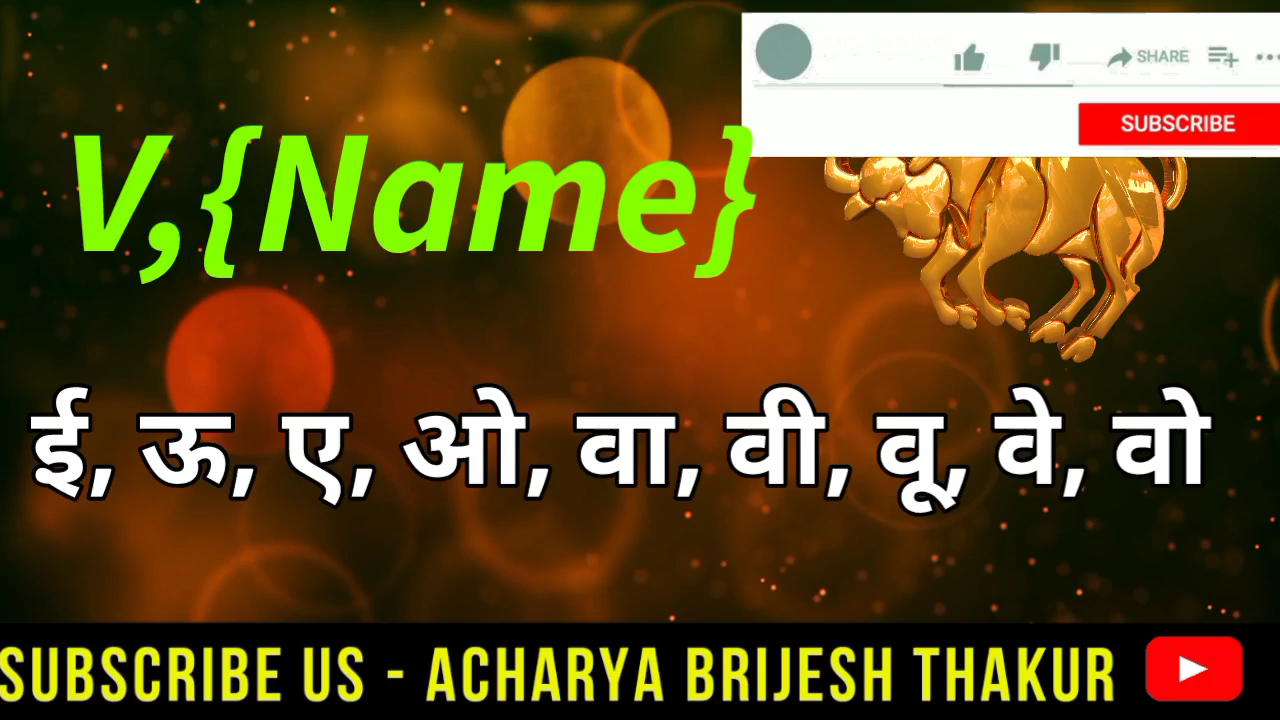 SHARE
SUBSCRIBE
V,{Name}
ई, ऊ, ए, ओ, वा, वी, वू, वे, वो
SUBSCRIBE US - ACHARYA BRIJESH THAKUR